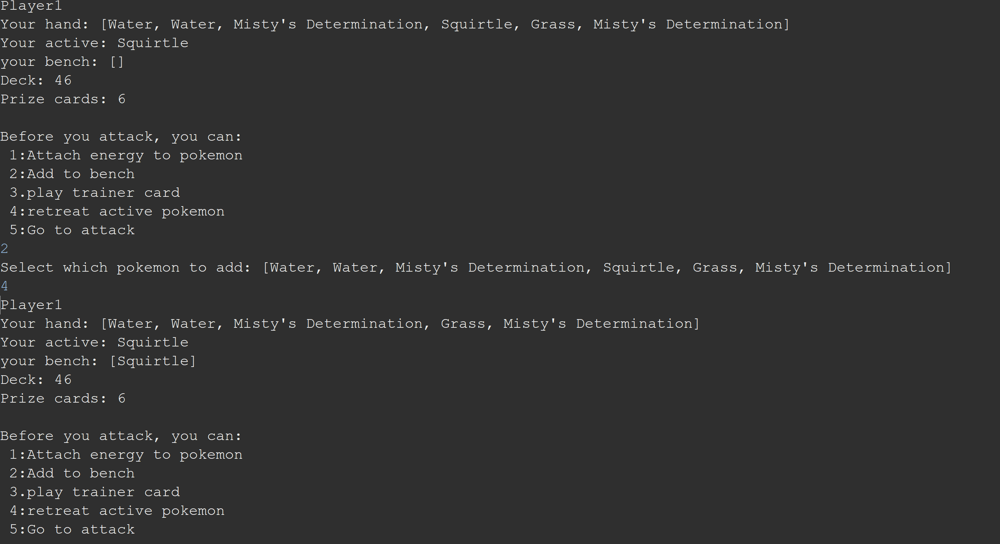 Player1
Your hand: [Water, Water, Misty's Determination, Squirtle, Grass, Misty's Determination]
Your active: Squirtle
your bench: []
Deck: 46
Prize cards: 6
Before you attack, you can:
1:Attach energy to pokemon
2:Add to bench
3.play trainer card
4:retreat active pokemon
5:Go to attack
2
Select which pokemon to add: [Water, Water, Misty's Determination, Squirtle, Grass, Misty's Determination]
4
Player1
Your hand: [Water, Water, Misty's Determination, Grass, Misty's Determination]
Your active: Squirtle
your bench: [Squirtle]
Deck: 46
Prize cards: 6
Before you attack, you can:
1:Attach energy to pokemon
2:Add to bench
3.play trainer card
4:retreat active pokemon
5:Go to attack